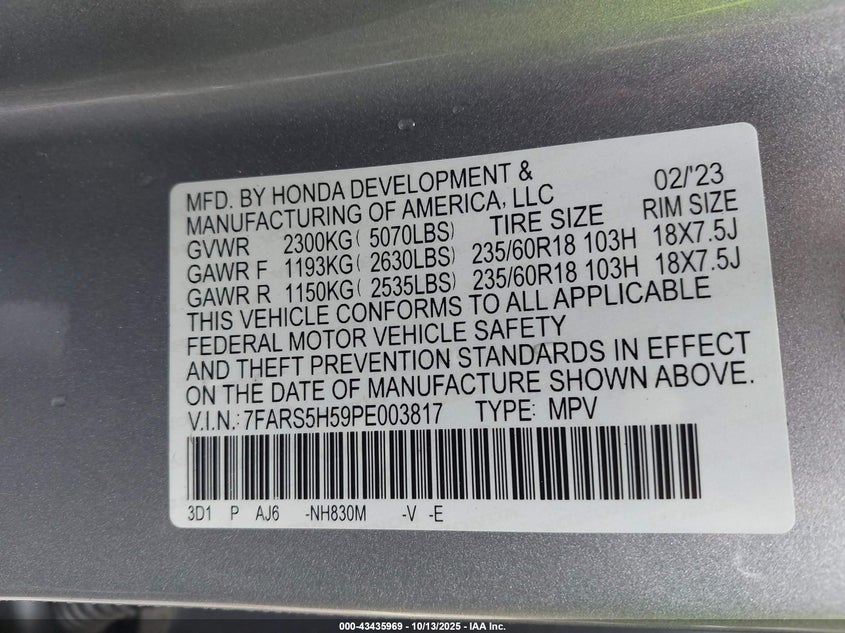 MFD. BY HONDA DEVELOPMENT & 02/'23
MANUFACTURING OF AMERICA, LLC
GVWR 2300KG( 5070LBS) TIRE SIZE RIM SIZE
GAWR F 1193KG( 2630LBS) 235/60R18 103H 18X7.5J
GAWR R 1150KG( 2535LBS) 235/60R18 103H 18X7.5J
THIS VEHICLE CONFORMS TO ALL APPLICABLE
FEDERAL MOTOR VEHICLE SAFETY
AND THEFT PREVENTION STANDARDS IN EFFECT
ON THE DATE OF MANUFACTURE SHOWN ABOVE.
V.I.N.: 7FARS5H59PE003817 TYPE: MPV
3D1 P AJ6 -NH830M -V -E
000-43435969 - 10/13/2025 - IAA Inc.